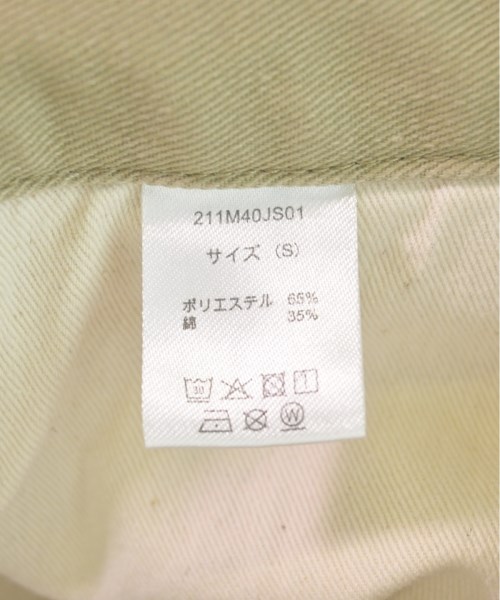 211M40JS01
サイズ（S）
ポリエステル 65%
綿 35%